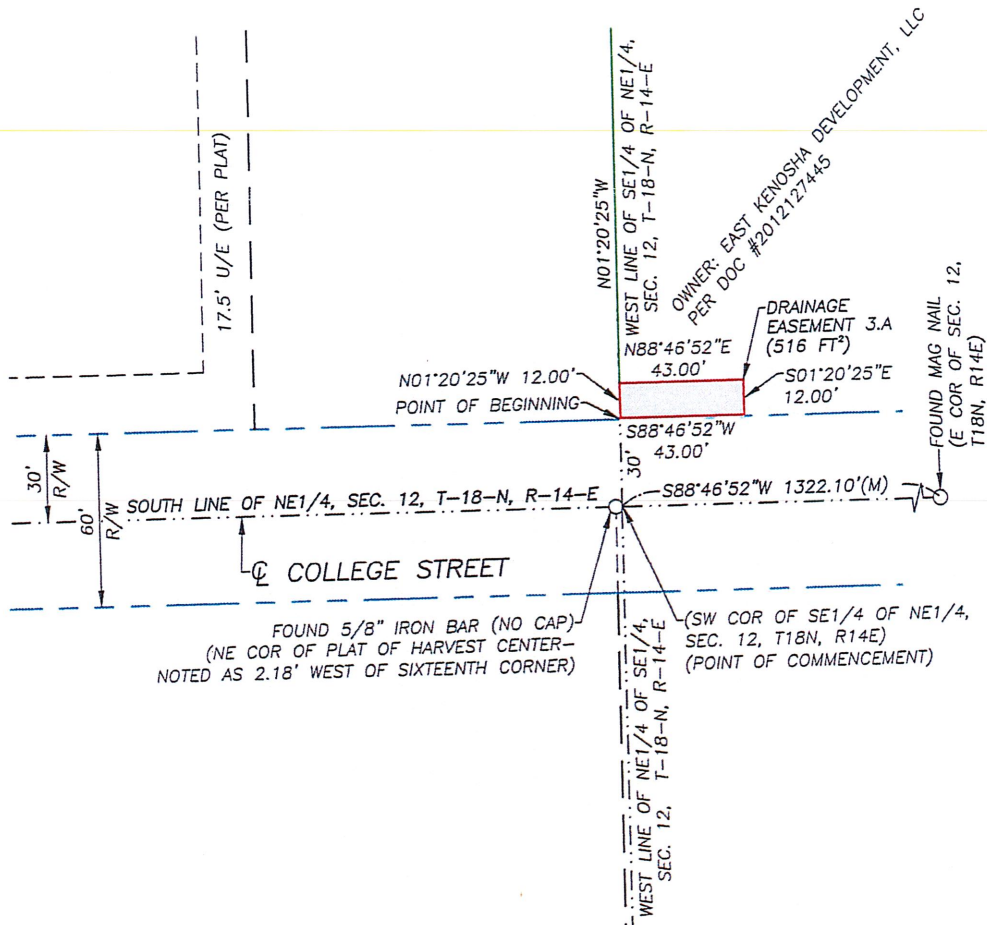 17.5' U/E (PER PLAT)
N01°20'25"W
WEST LINE OF SE1/4 OF NE1/4,
SEC. 12, T-18-N, R-14-E
OWNER: EAST KENOSHA DEVELOPMENT, LLC
PER DOC #2012127445
DRAINAGE
EASEMENT 3.A
(516 FT²)
N88°46'52"E
43.00'
N01°20'25"W 12.00'
S01°20'25"E
12.00'
POINT OF BEGINNING
S88°46'52"W
43.00'
FOUND MAG NAIL
(E COR OF SEC. 12,
T18N, R14E)
30'
R/W
60'
R/W
30'
SOUTH LINE OF NE1/4, SEC. 12, T-18-N, R-14-E
S88°46'52"W 1322.10'(M)
℄ COLLEGE STREET
FOUND 5/8" IRON BAR (NO CAP)
(NE COR OF PLAT OF HARVEST CENTER-
NOTED AS 2.18' WEST OF SIXTEENTH CORNER)
(SW COR OF SE1/4 OF NE1/4,
SEC. 12, T18N, R14E)
(POINT OF COMMENCEMENT)
WEST LINE OF NE1/4 OF SE1/4,
SEC. 12, T-18-N, R-14-E